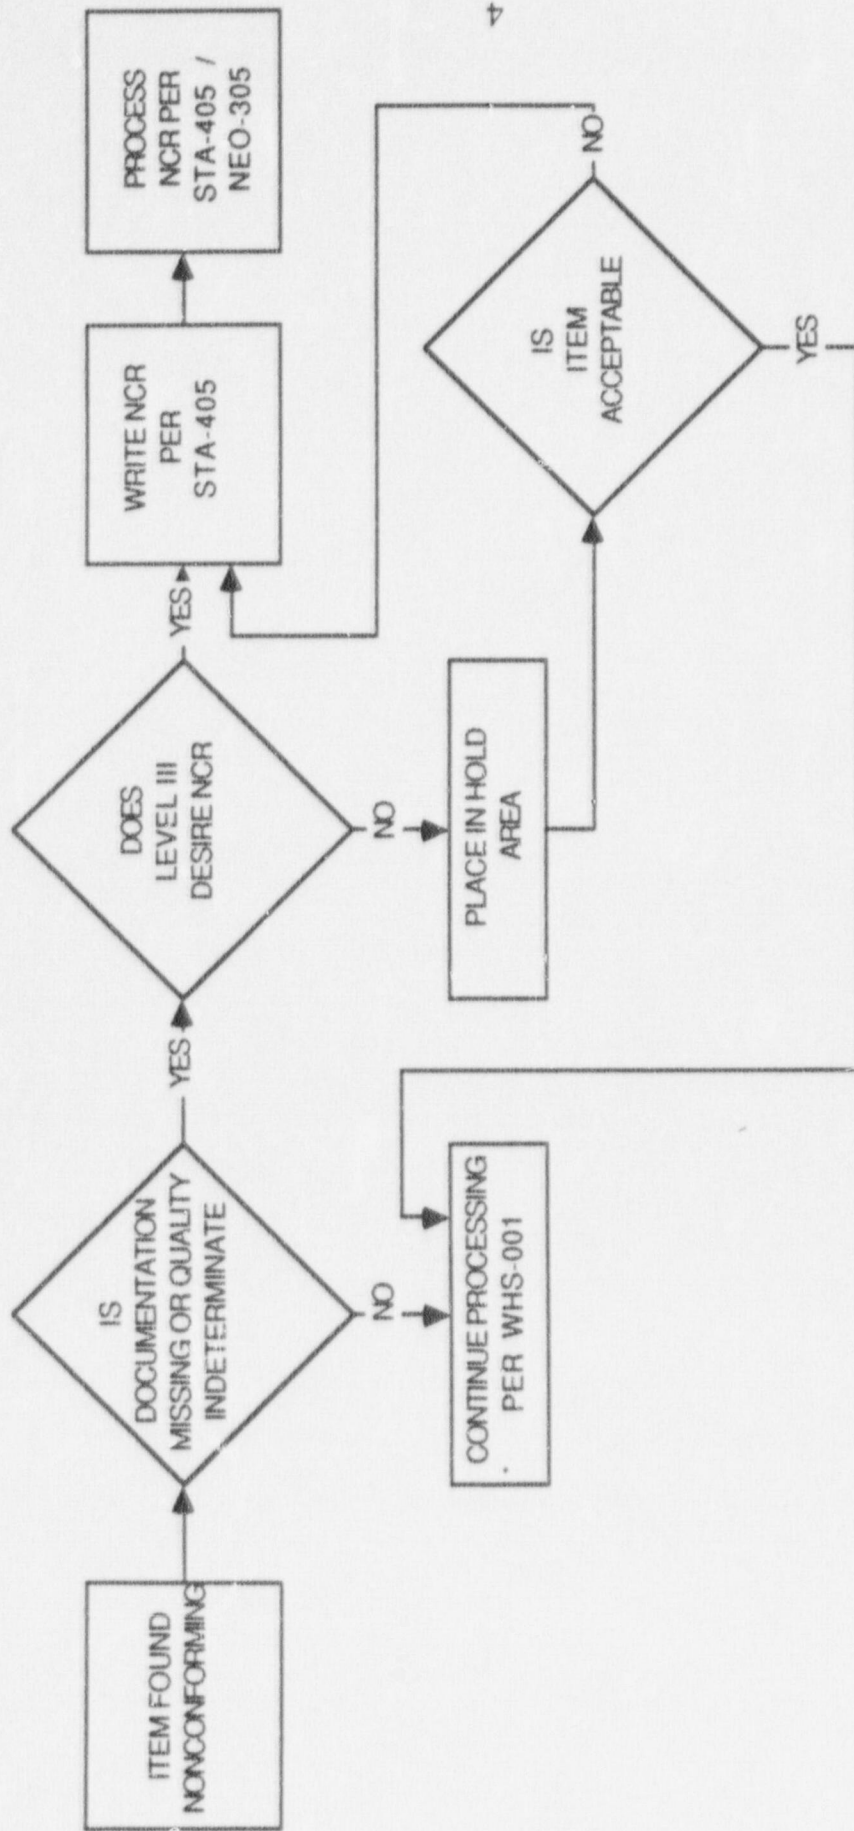 ITEM FOUND
NONCONFORMING
IS
DOCUMENTATION
MISSING OR QUALITY
INDETERMINATE
YES
NO
CONTINUE PROCESSING
PER WHS-001
DOES
LEVEL III
DESIRE NCR
YES
NO
PLACE IN HOLD
AREA
WRITE NCR
PER
STA-405
PROCESS
NCR PER
STA-405 /
NEO-305
IS
ITEM
ACCEPTABLE
NO
YES
4